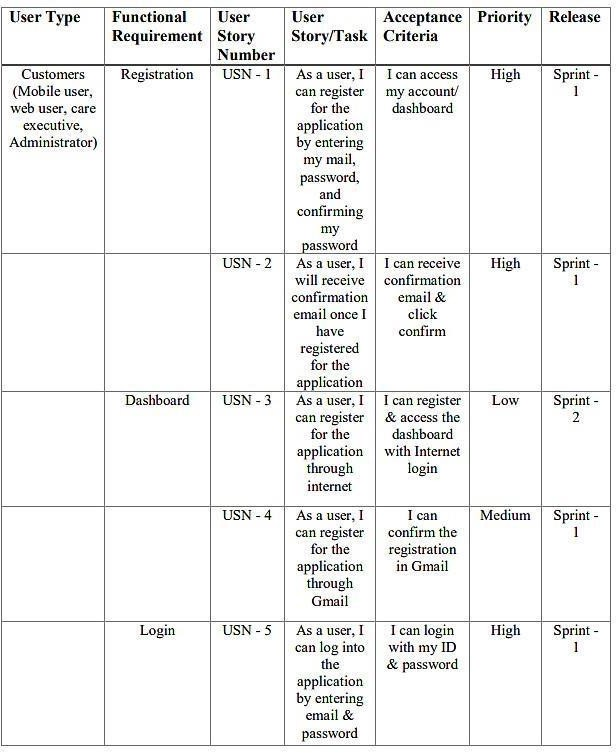 User Type
Functional
Requirement
User
Story
Number
User
Story/Task
Acceptance
Criteria
Priority
Release
Customers
(Mobile user,
web user, care
executive,
Administrator)
Registration
USN - 1
As a user, I
can register
for the
application
by entering
my mail,
password,
and
confirming
my
password
I can access
my account/
dashboard
High
Sprint -
1
USN - 2
As a user, I
will receive
confirmation
email once I
have
registered
for the
application
I can receive
confirmation
email &
click
confirm
High
Sprint -
1
Dashboard
USN - 3
As a user, I
can register
for the
application
through
internet
I can register
& access the
dashboard
with Internet
login
Low
Sprint -
2
USN - 4
As a user, I
can register
for the
application
through
Gmail
I can
confirm the
registration
in Gmail
Medium
Sprint -
1
Login
USN - 5
As a user, I
can log into
the
application
by entering
email &
password
I can login
with my ID
& password
High
Sprint -
1